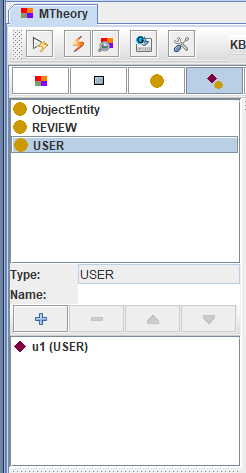 MTheory
KB
ObjectEntity
REVIEW
USER
Type: USER
Name:
u1 (USER)